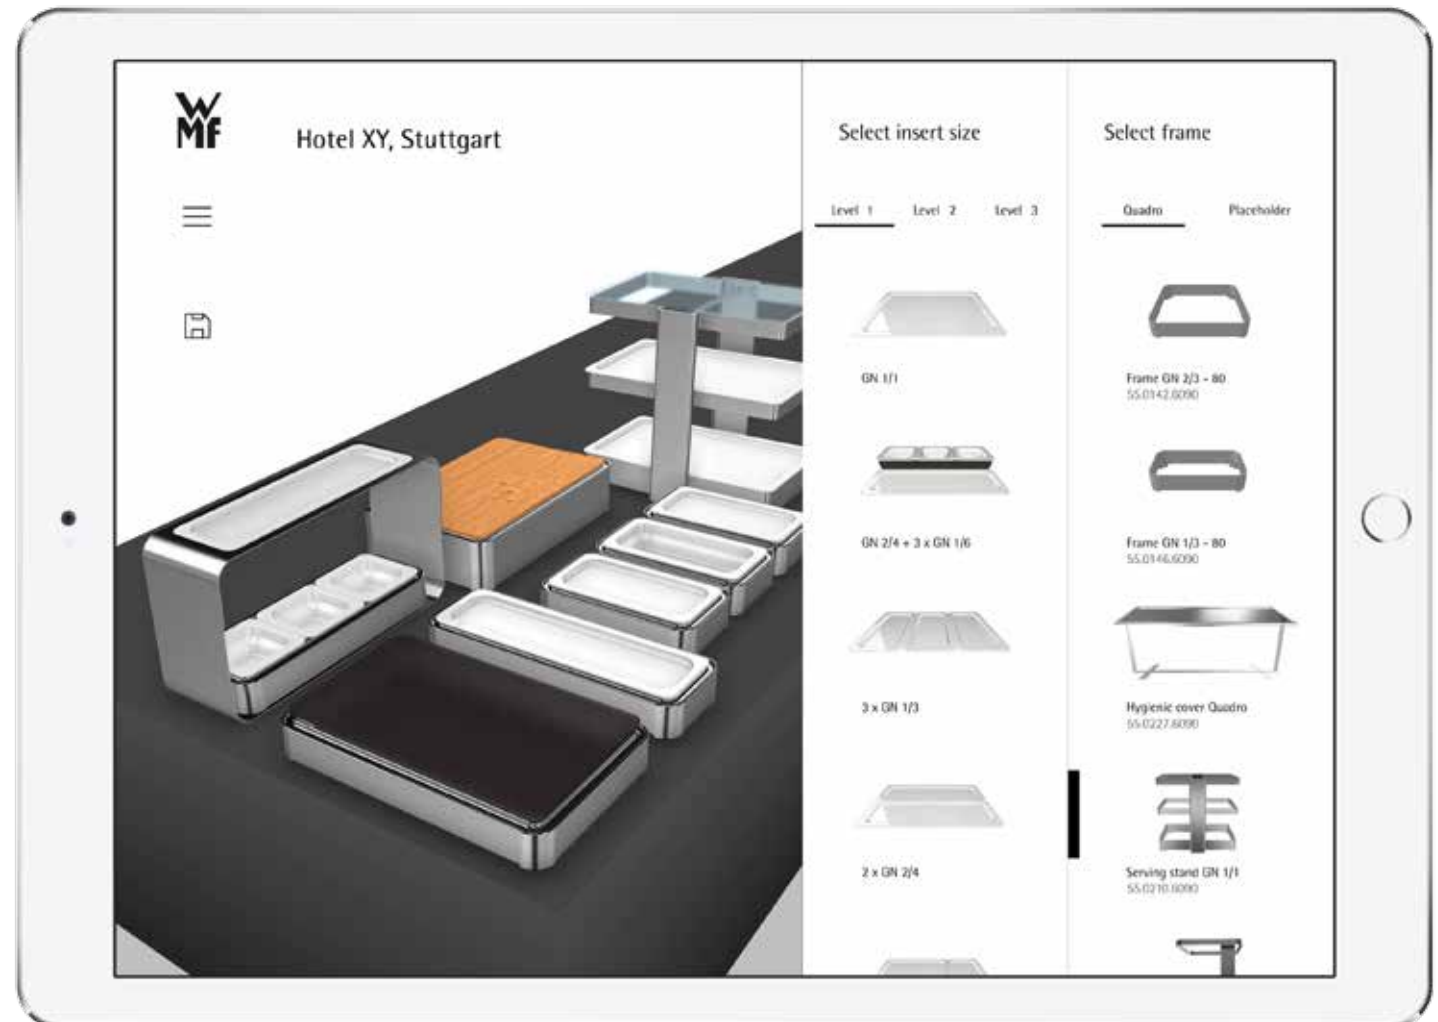 WMF
Hotel XY, Stuttgart
Select insert size
Level 1 Level 2 Level 3
GN 1/1
GN 2/4 + 3 x GN 1/6
3 x GN 1/3
2 x GN 2/4
Select frame
Quadro Placeholder
Frame GN 2/3 - 80
55.0142.6090
Frame GN 1/3 - 80
55.0146.6090
Hygienic cover Quadro
55.0227.6090
Serving stand GN 1/1
55.0210.6090